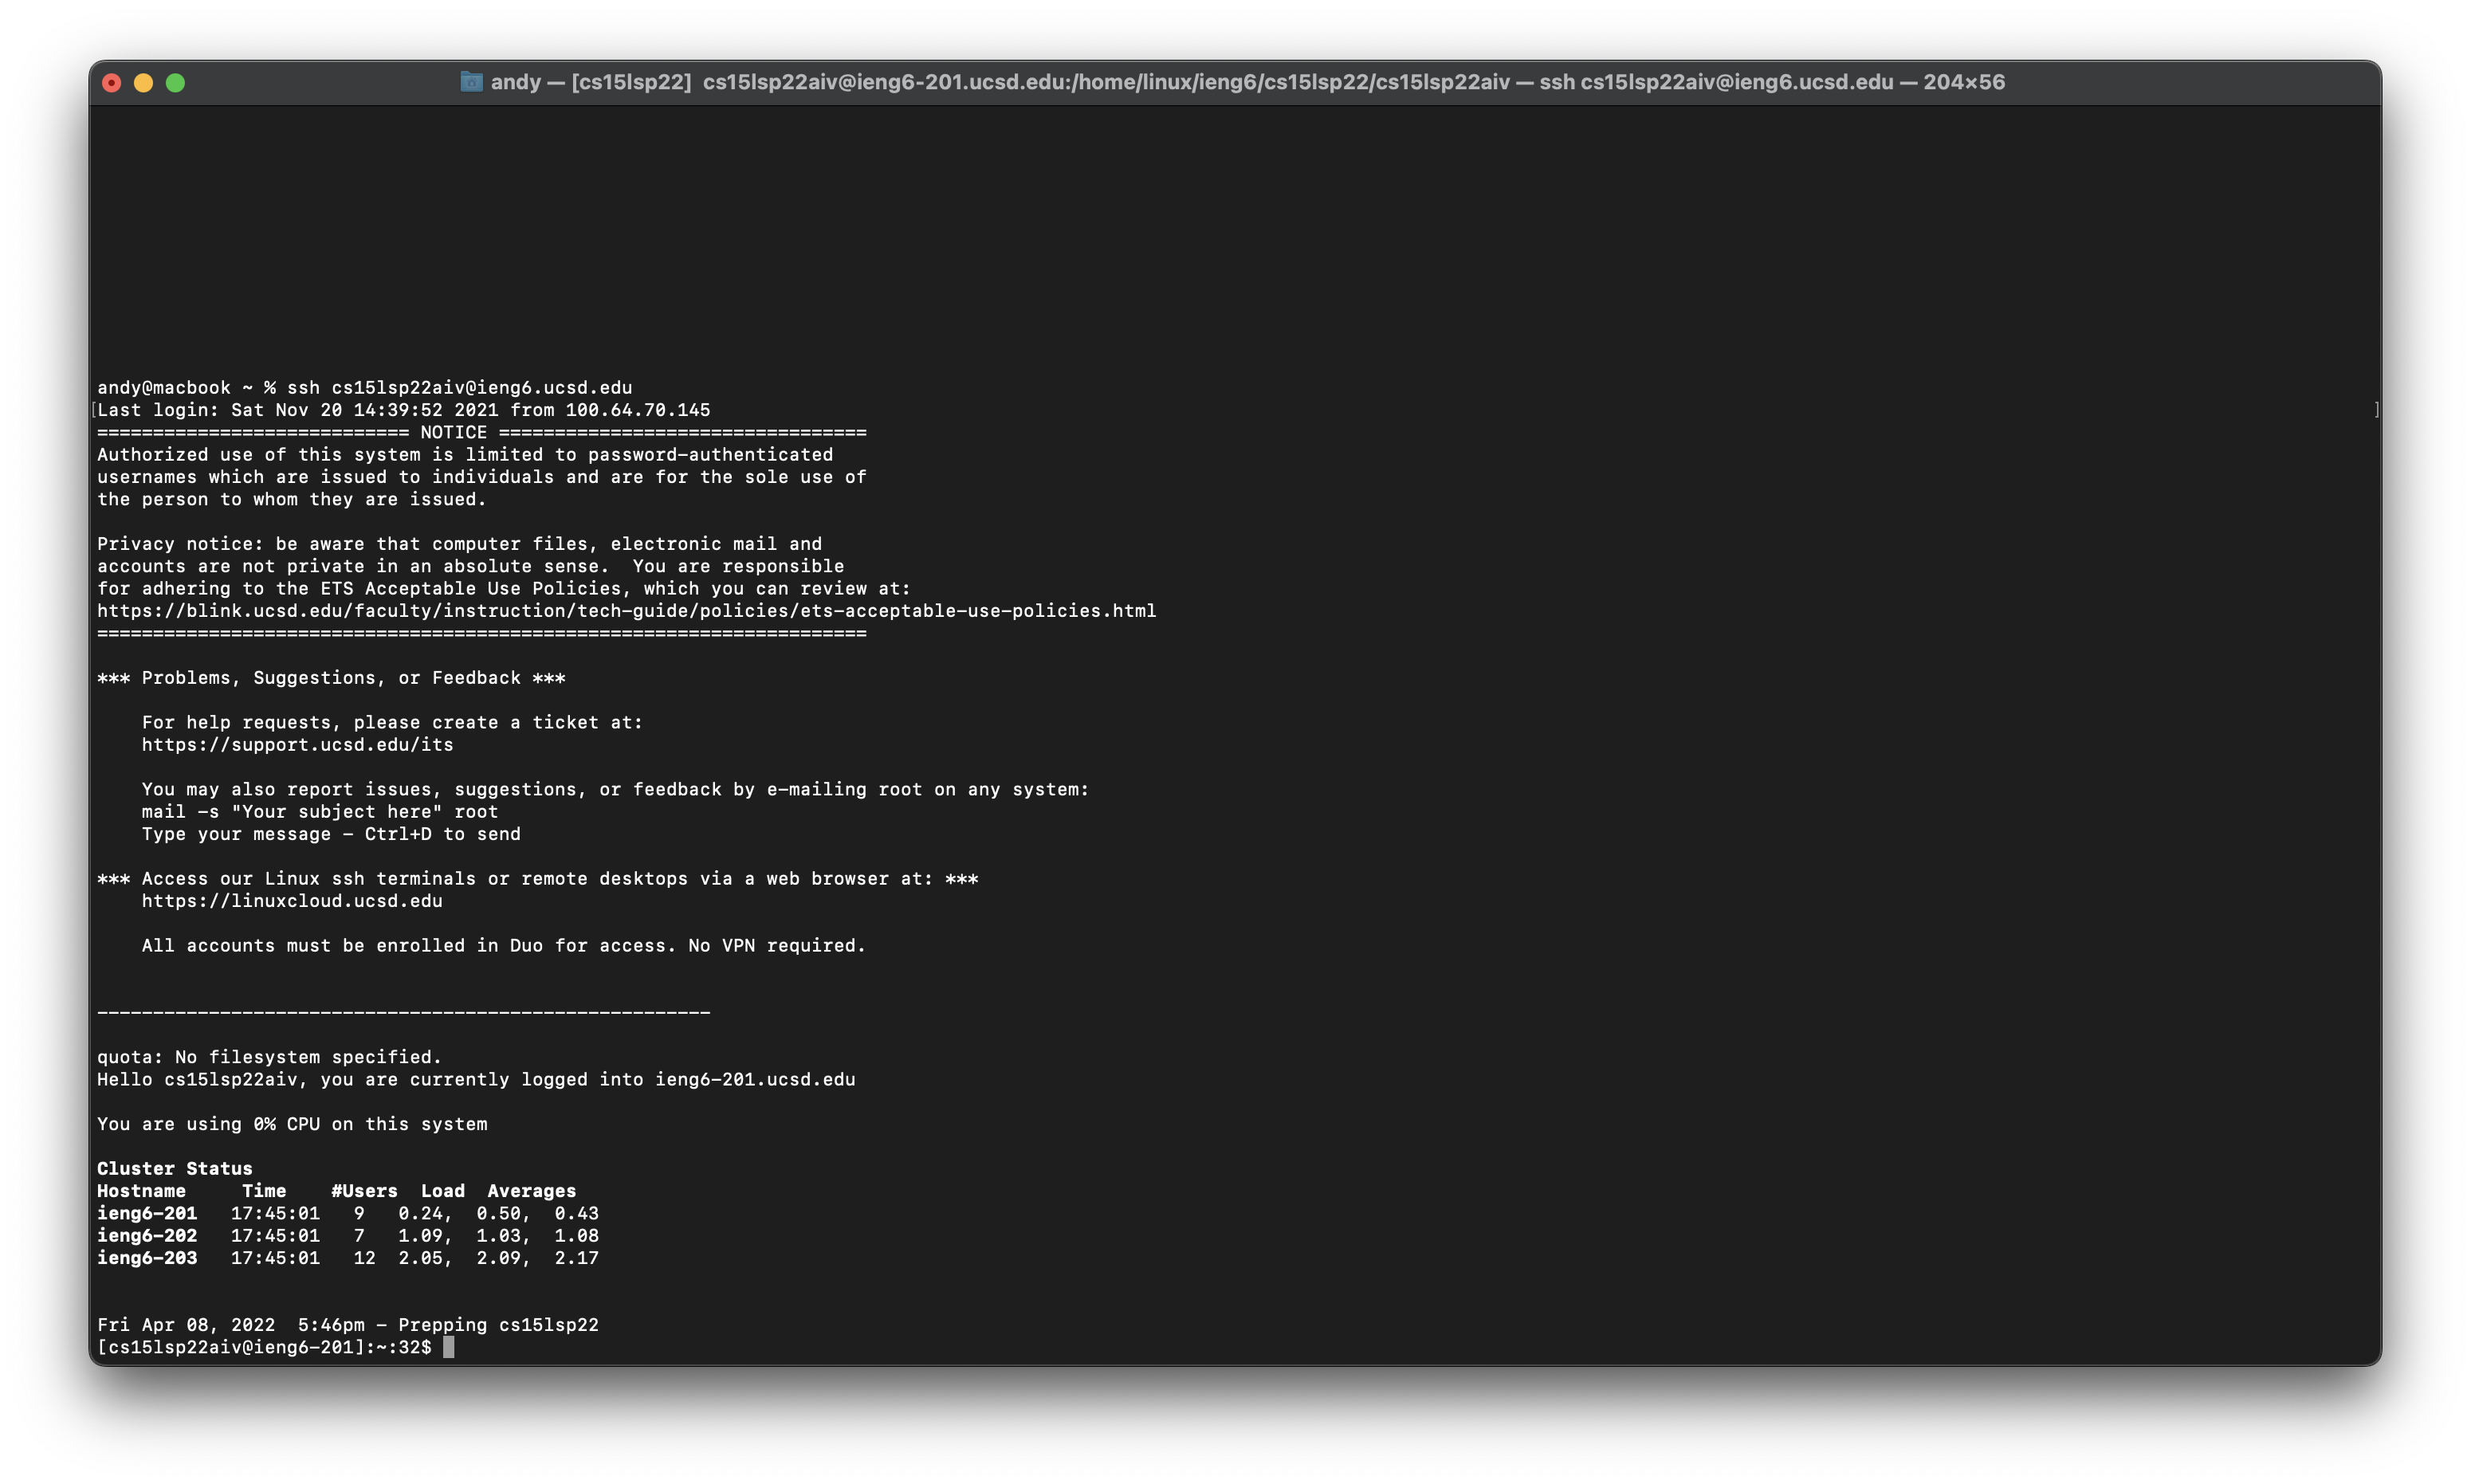 andy — [cs15lsp22]  cs15lsp22aiv@ieng6-201.ucsd.edu:/home/linux/ieng6/cs15lsp22/cs15lsp22aiv — ssh cs15lsp22aiv@ieng6.ucsd.edu — 204×56
andy@macbook ~ % ssh cs15lsp22aiv@ieng6.ucsd.edu
[Last login: Sat Nov 20 14:39:52 2021 from 100.64.70.145 ]
============================ NOTICE =================================
Authorized use of this system is limited to password-authenticated
usernames which are issued to individuals and are for the sole use of
the person to whom they are issued.

Privacy notice: be aware that computer files, electronic mail and
accounts are not private in an absolute sense.  You are responsible
for adhering to the ETS Acceptable Use Policies, which you can review at:
https://blink.ucsd.edu/faculty/instruction/tech-guide/policies/ets-acceptable-use-policies.html
=====================================================================

*** Problems, Suggestions, or Feedback ***

    For help requests, please create a ticket at:
    https://support.ucsd.edu/its

    You may also report issues, suggestions, or feedback by e-mailing root on any system:
    mail -s "Your subject here" root
    Type your message - Ctrl+D to send

*** Access our Linux ssh terminals or remote desktops via a web browser at: ***
    https://linuxcloud.ucsd.edu

    All accounts must be enrolled in Duo for access. No VPN required.

-------------------------------------------------------

quota: No filesystem specified.
Hello cs15lsp22aiv, you are currently logged into ieng6-201.ucsd.edu

You are using 0% CPU on this system

Cluster Status
Hostname     Time    #Users  Load  Averages
ieng6-201   17:45:01   9   0.24,  0.50,  0.43
ieng6-202   17:45:01   7   1.09,  1.03,  1.08
ieng6-203   17:45:01   12  2.05,  2.09,  2.17

Fri Apr 08, 2022  5:46pm - Prepping cs15lsp22
[cs15lsp22aiv@ieng6-201]:~:32$